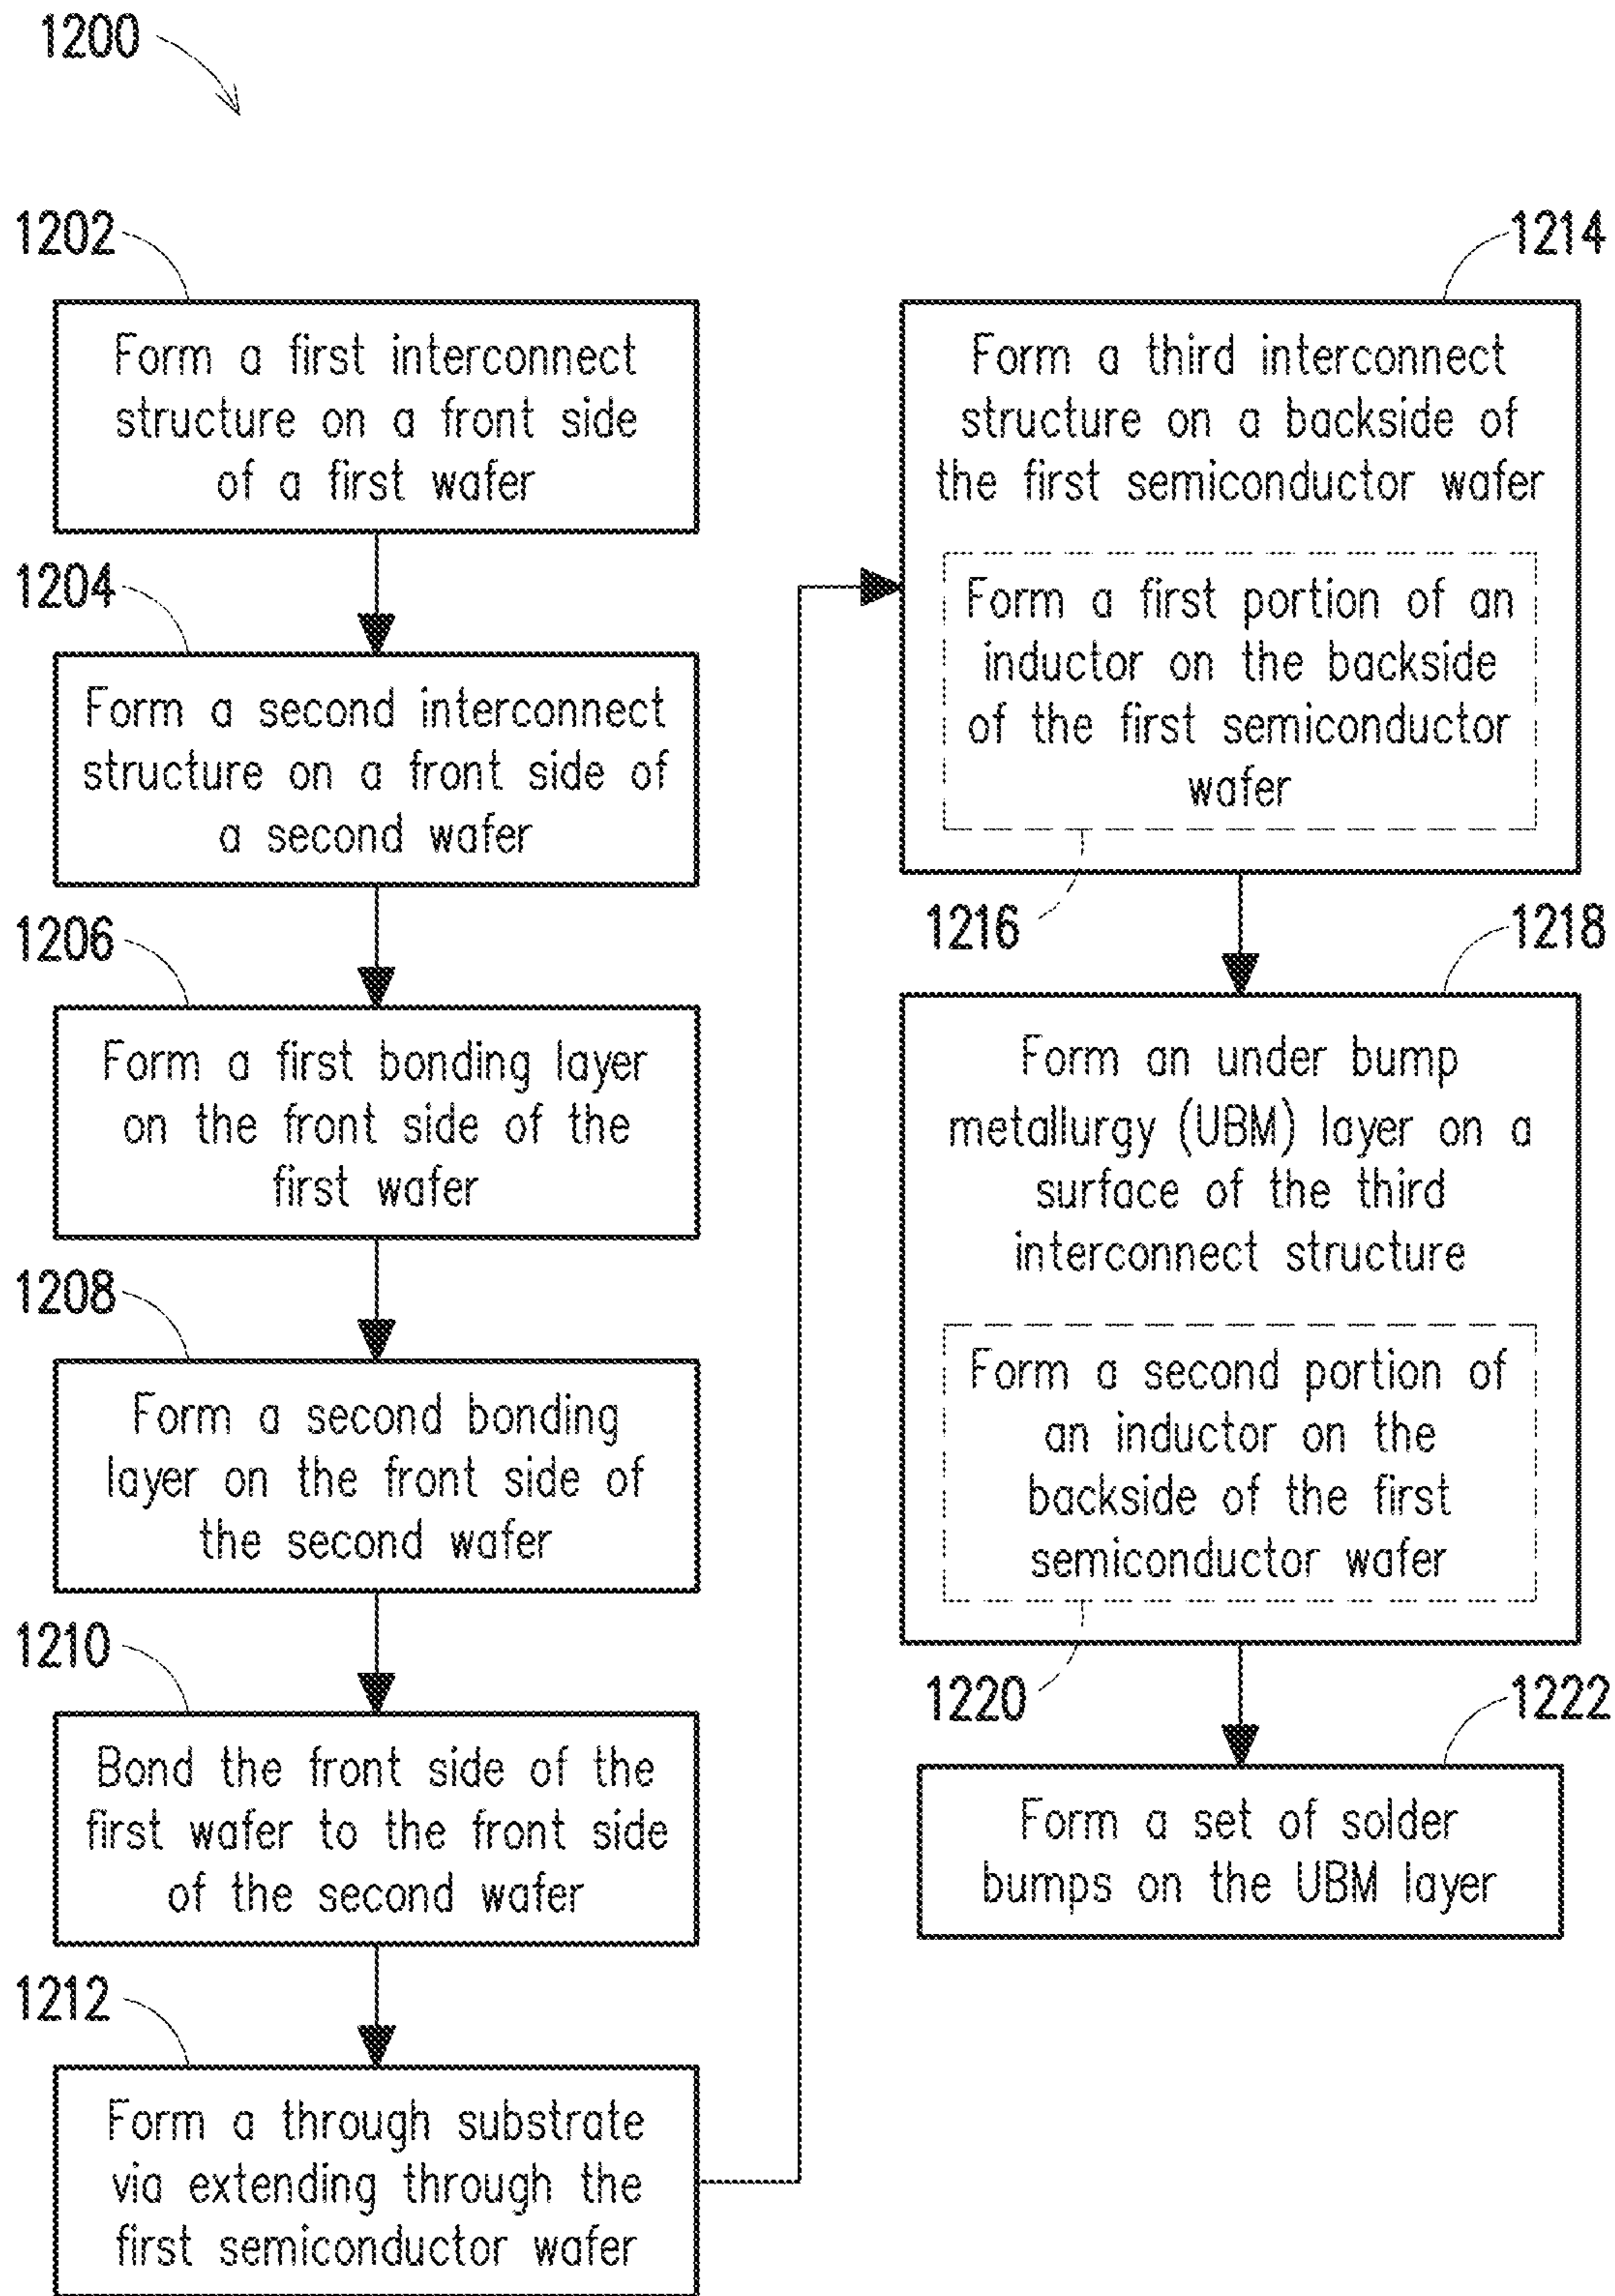 1200
1202
Form a first interconnect
structure on a front side
of a first wafer
1204
Form a second interconnect
structure on a front side of
a second wafer
1206
Form a first bonding layer
on the front side of the
first wafer
1208
Form a second bonding
layer on the front side of
the second wafer
1210
Bond the front side of the
first wafer to the front side
of the second wafer
1212
Form a through substrate
via extending through the
first semiconductor wafer
1214
Form a third interconnect
structure on a backside of
the first semiconductor wafer
Form a first portion of an
inductor on the backside
of the first semiconductor
wafer
1216
1218
Form an under bump
metallurgy (UBM) layer on a
surface of the third
interconnect structure
Form a second portion of
an inductor on the
backside of the first
semiconductor wafer
1220
1222
Form a set of solder
bumps on the UBM layer